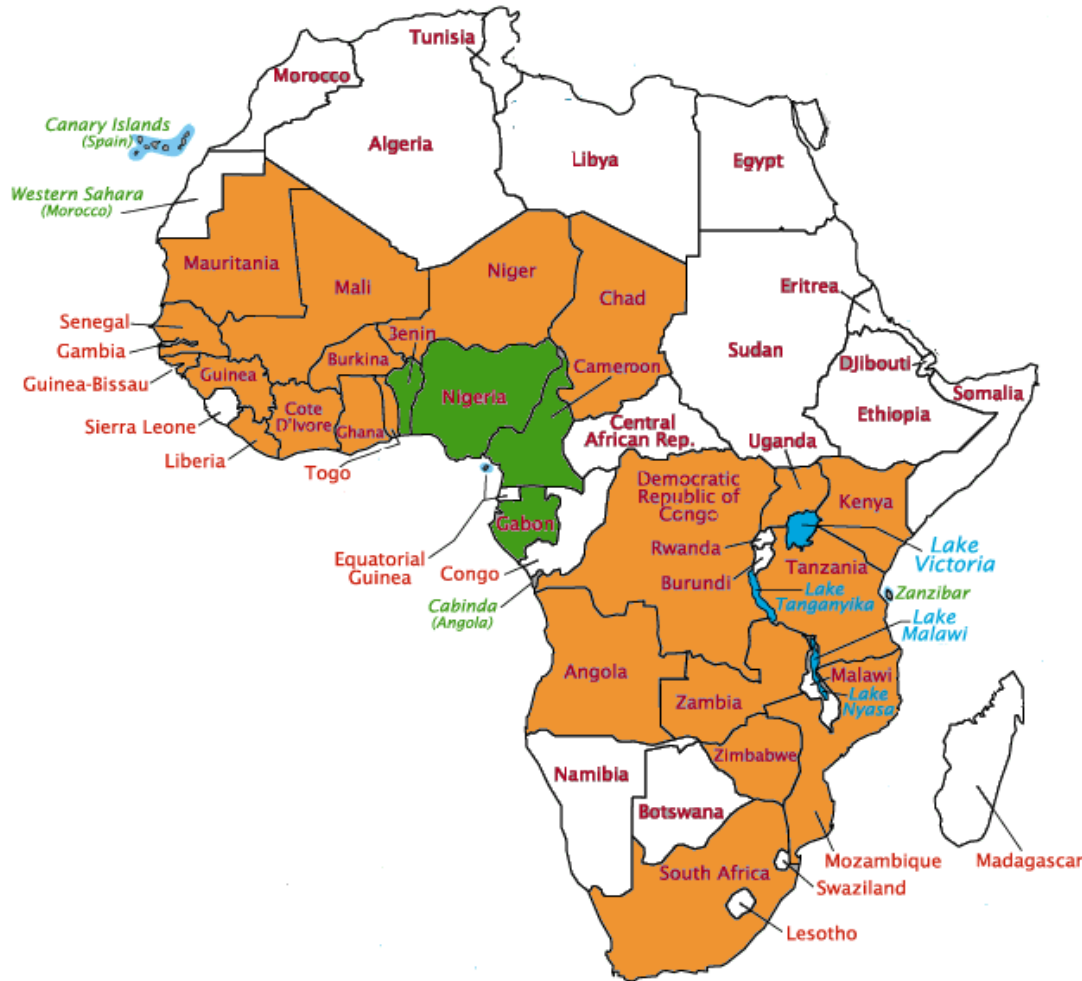 Tunisia
Morocco
Canary Islands
(Spain)
Algeria
Libya
Egypt
Western Sahara
(Morocco)
Mauritania
Niger
Mali
Chad
Eritrea
Senegal
Benin
Gambia
Burkina
Sudan
DJibouti
Cameroon
Guinea
Guinea-Bissau
Nigeria
Somalia
Cote
D'Ivore
Ethiopia
Sierra Leone
Ghana
Central
African Rep.
Uganda
Liberia
Togo
Democratic
Republic of
Congo
Kenya
Gabon
Rwanda
Lake
Victoria
Equatorial
Guinea
Congo
Tanzania
Burundi
Lake
Tanganyika
Zanzibar
Cabinda
(Angola)
Lake
Malawi
Angola
Malawi
Zambia
Lake
Nyasa
Zimbabwe
Namibia
Botswana
Mozambique
Madagascar
South Africa
Swaziland
Lesotho